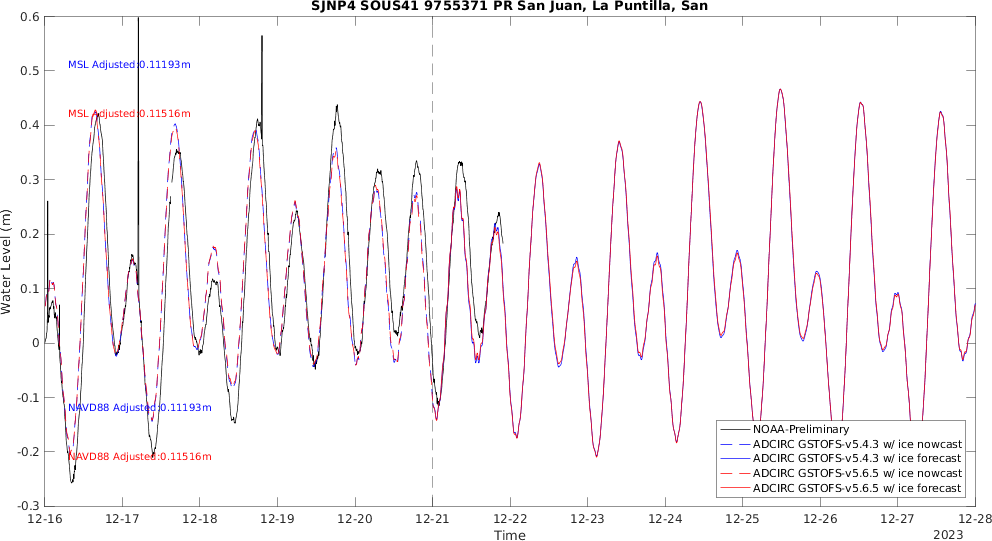 SJNP4 SOUS41 9755371 PR San Juan, La Puntilla, San
0.6
0.5
0.4
0.3
0.2
0.1
0
-0.1
-0.2
-0.3
Water Level (m)
MSL Adjusted:0.11193m
MSL Adjusted:0.11516m
NAVD88 Adjusted:0.11193m
NAVD88 Adjusted:0.11516m
NOAA-Preliminary
ADCIRC GSTOFS-v5.4.3 w/ ice nowcast
ADCIRC GSTOFS-v5.4.3 w/ ice forecast
ADCIRC GSTOFS-v5.6.5 w/ ice nowcast
ADCIRC GSTOFS-v5.6.5 w/ ice forecast
12-16 12-17 12-18 12-19 12-20 12-21 12-22 12-23 12-24 12-25 12-26 12-27 12-28
Time
2023